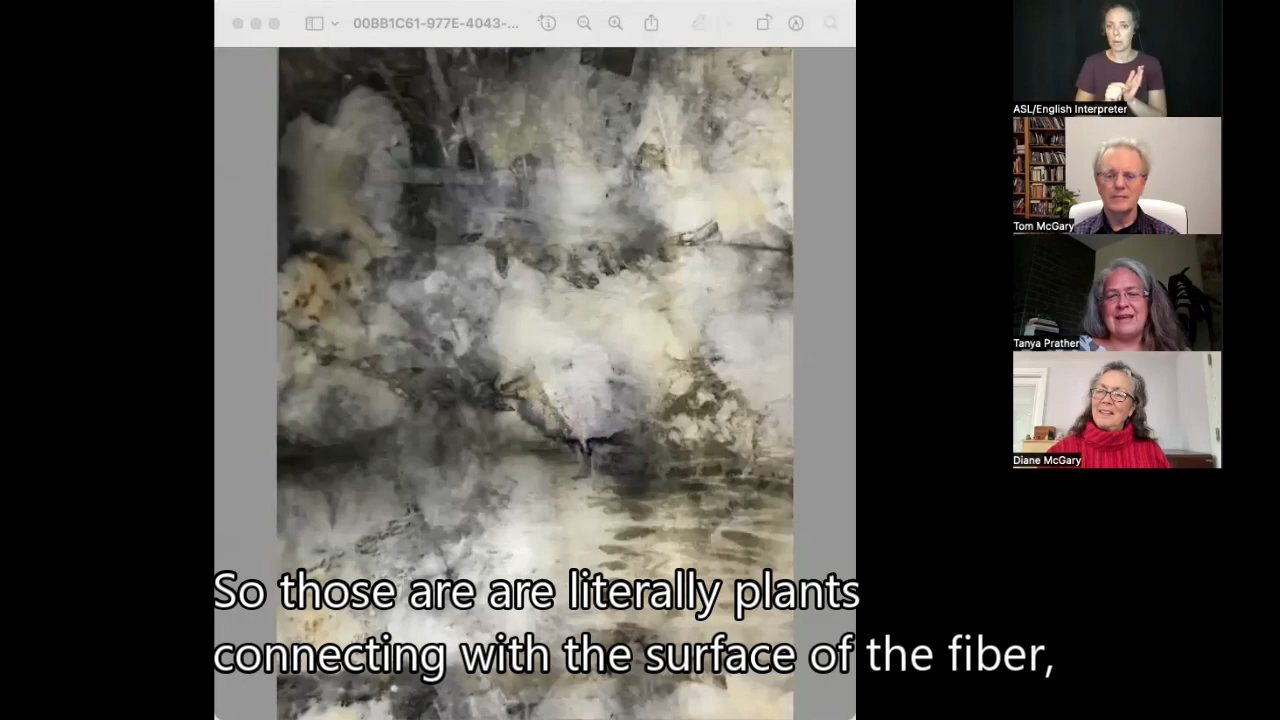 00BB1C61-977E-4043-...
ASL/English Interpreter
Tom McGary
Tanya Prather
Diane McGary
So those are are literally plants
connecting with the surface of the fiber,